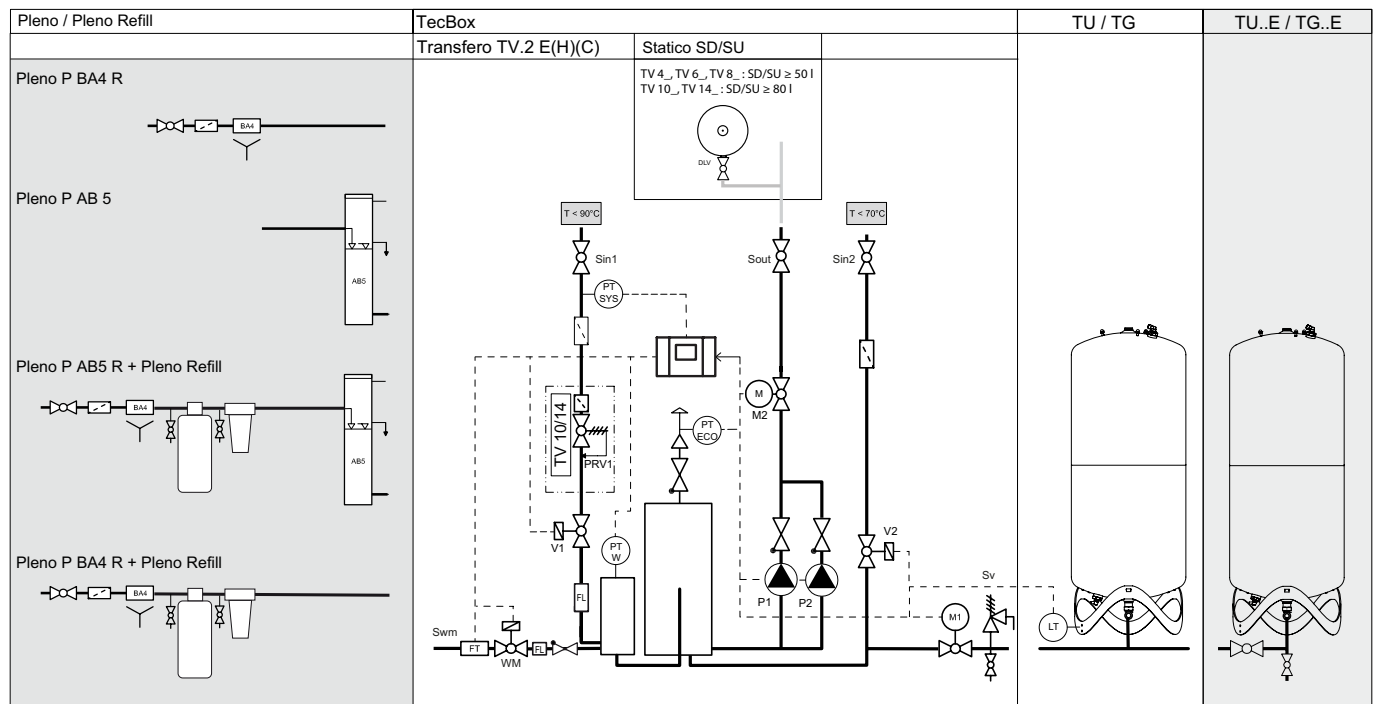 Pleno / Pleno Refill
TecBox
TU / TG
TU..E / TG..E
Transfero TV.2 E(H)(C)
Statico SD/SU
Pleno P BA4 R
BA4
TV 4_, TV 6_, TV 8_ : SD/SU ≥ 50 l
TV 10_, TV 14_ : SD/SU ≥ 80 l
DLV
Pleno P AB 5
AB5
T < 90°C
T < 70°C
Sin1
Sout
Sin2
PT
SYS
Pleno P AB5 R + Pleno Refill
BA4
AB5
M
M2
TV 10/14
PRV1
PT
ECO
V1
PT
W
V2
Pleno P BA4 R + Pleno Refill
BA4
FL
P1
P2
Sv
M1
LT
Swm
FT
WM
FL